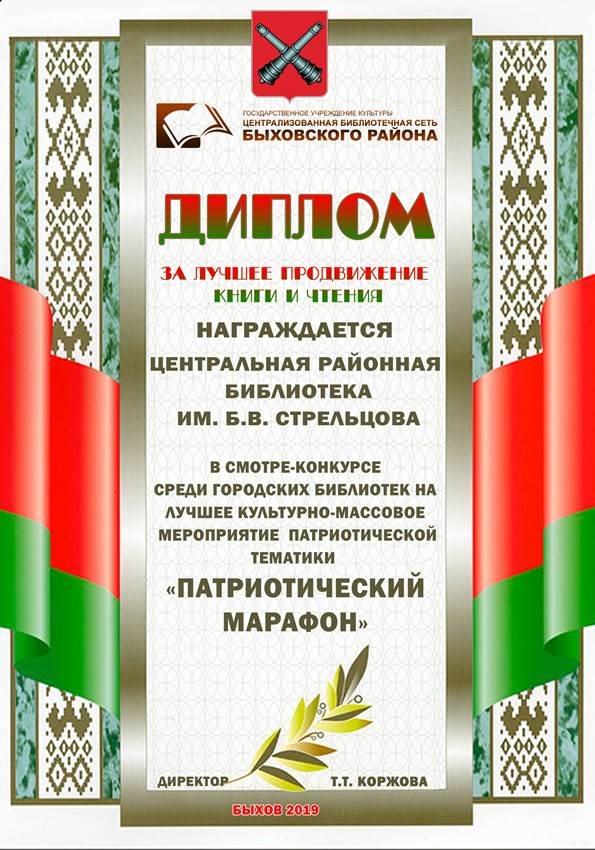 ГОСУДАРСТВЕННОЕ УЧРЕЖДЕНИЕ КУЛЬТУРЫ
ЦЕНТРАЛИЗОВАННАЯ БИБЛИОТЕЧНАЯ СЕТЬ
БЫХОВСКОГО РАЙОНА
ДИПЛОМ
ЗА ЛУЧШЕЕ ПРОДВИЖЕНИЕ
КНИГИ И ЧТЕНИЯ
НАГРАЖДАЕТСЯ
ЦЕНТРАЛЬНАЯ РАЙОННАЯ
БИБЛИОТЕКА
ИМ. Б.В. СТРЕЛЬЦОВА
В СМОТРЕ-КОНКУРСЕ
СРЕДИ ГОРОДСКИХ БИБЛИОТЕК НА
ЛУЧШЕЕ КУЛЬТУРНО-МАССОВОЕ
МЕРОПРИЯТИЕ ПАТРИОТИЧЕСКОЙ
ТЕМАТИКИ
«ПАТРИОТИЧЕСКИЙ
МАРАФОН»
ДИРЕКТОР Т.Т. КОРЖОВА
БЫХОВ 2019